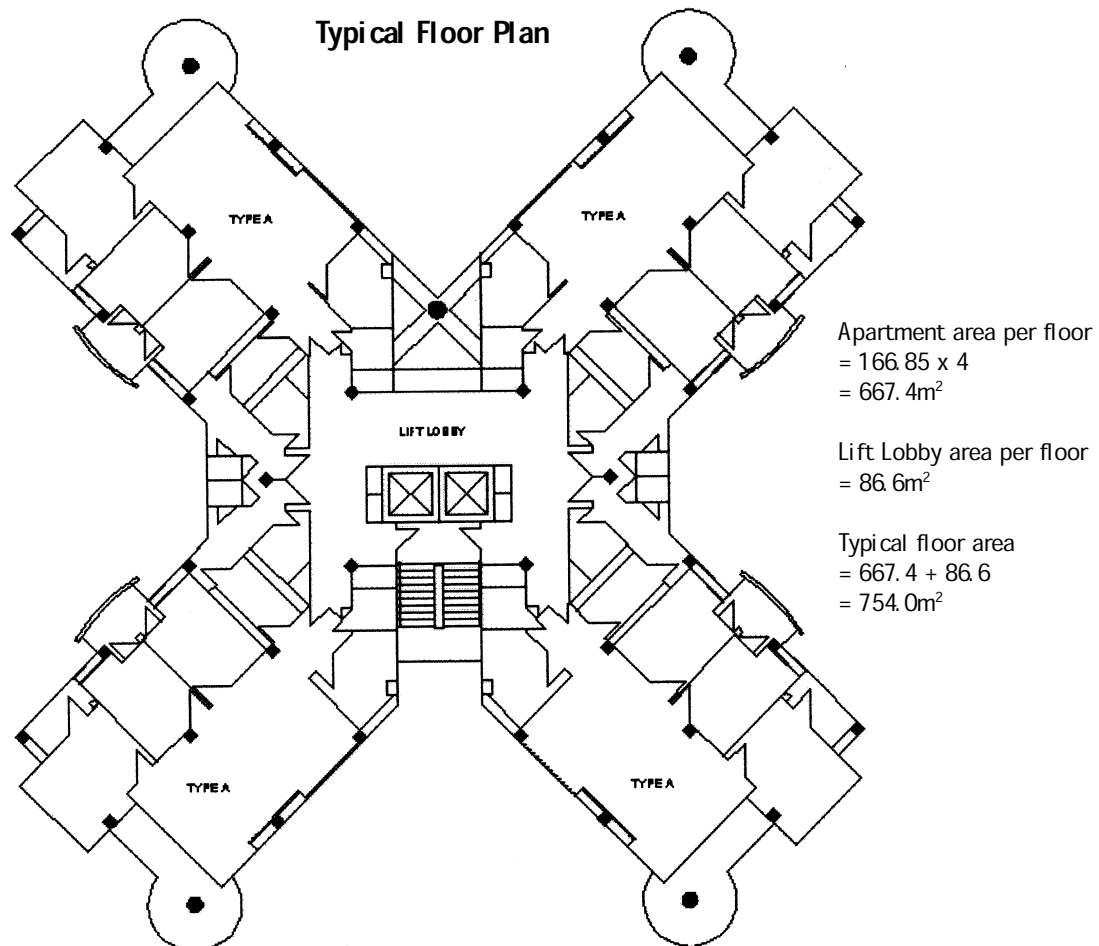 Typical Floor Plan
TYPE A
TYPE A
Apartment area per floor
= 166.85 x 4
= 667.4m²
LIFT LOBBY
Lift Lobby area per floor
= 86.6m²
Typical floor area
= 667.4 + 86.6
= 754.0m²
TYPE A
TYPE A